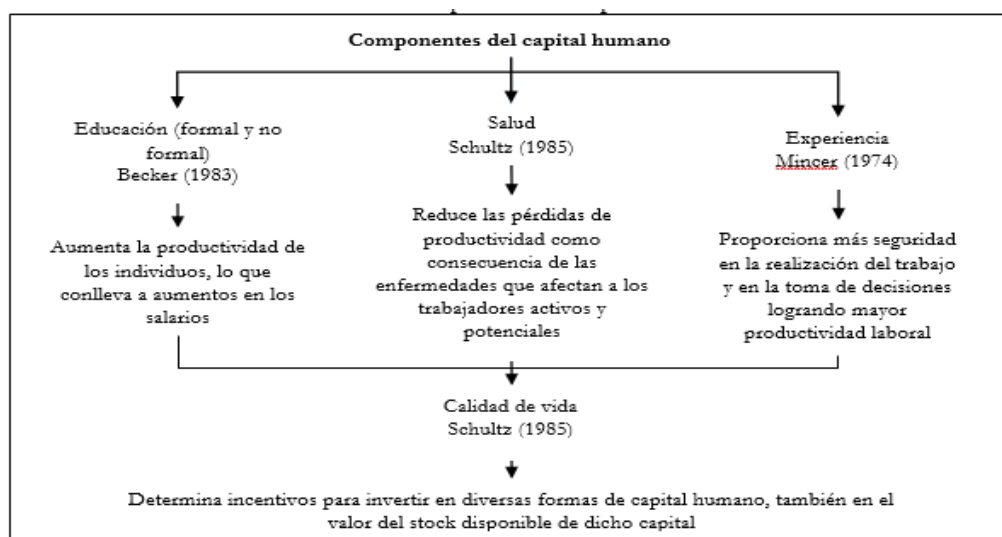 Componentes del capital humano
Educación (formal y no
formal)
Becker (1983)
Aumenta la productividad de
los individuos, lo que
conlleva a aumentos en los
salarios
Salud
Schultz (1985)
Reduce las pérdidas de
productividad como
consecuencia de las
enfermedades que afectan a los
trabajadores activos y
potenciales
Experiencia
Mincer (1974)
Proporciona más seguridad
en la realización del trabajo
y en la toma de decisiones
logrando mayor
productividad laboral
Calidad de vida
Schultz (1985)
Determina incentivos para invertir en diversas formas de capital humano, también en el
valor del stock disponible de dicho capital